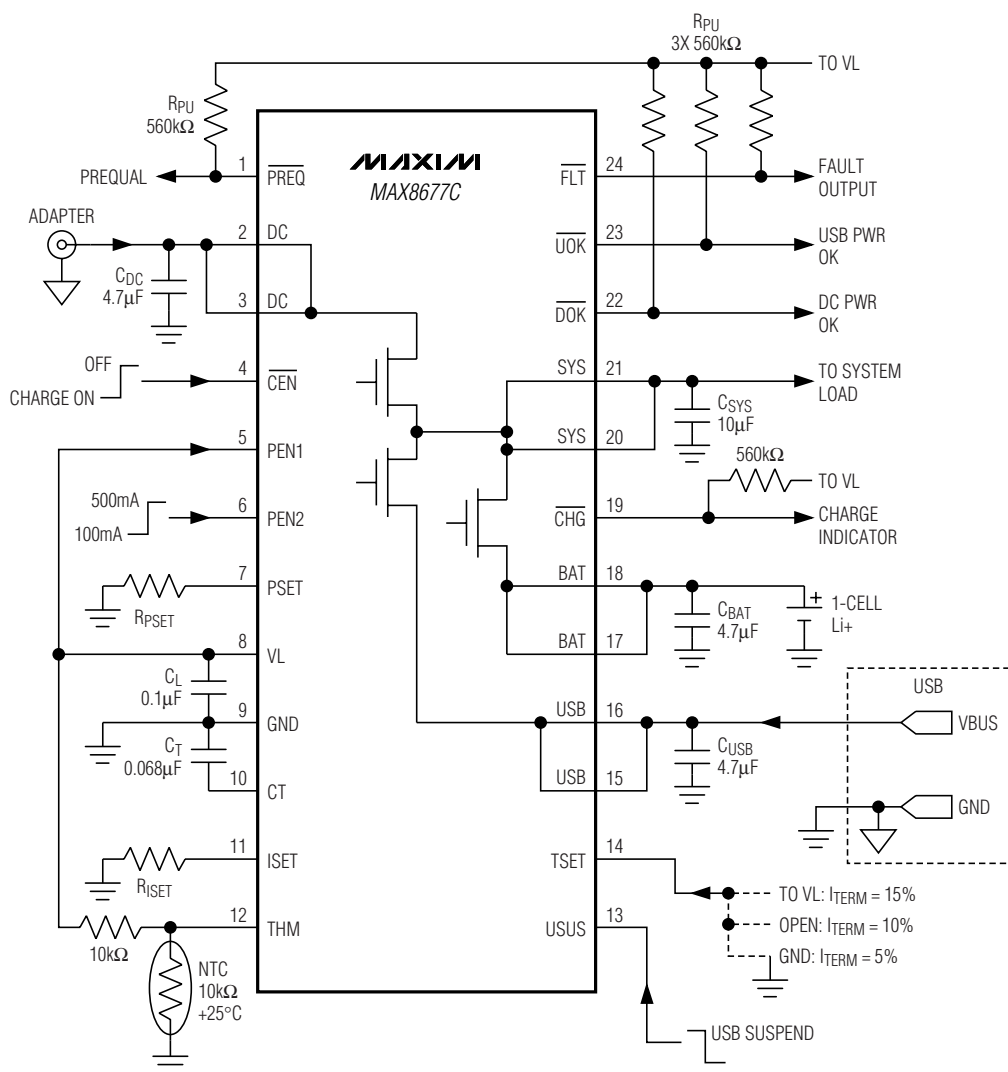 RPU
3X 560kΩ
TO VL
RPU
560kΩ
MAXIM
MAX8677C
PREQUAL
1
PREQ
24
FLT
FAULT
OUTPUT
ADAPTER
2
DC
23
UOK
USB PWR
OK
CDC
4.7µF
3
DC
22
DOK
DC PWR
OK
OFF
CHARGE ON
4
CEN
21
SYS
TO SYSTEM
LOAD
CSYS
10µF
5
PEN1
20
SYS
560kΩ
TO VL
500mA
100mA
6
PEN2
19
CHG
CHARGE
INDICATOR
7
PSET
RPSET
18
BAT
CBAT
4.7µF
+
1-CELL
Li+
8
VL
17
BAT
CL
0.1µF
USB
9
GND
16
USB
VBUS
CT
0.068µF
CUSB
4.7µF
10
CT
15
USB
GND
11
ISET
RISET
14
TSET
TO VL: ITERM = 15%
OPEN: ITERM = 10%
GND: ITERM = 5%
12
THM
10kΩ
13
USUS
NTC
10kΩ
+25°C
USB SUSPEND